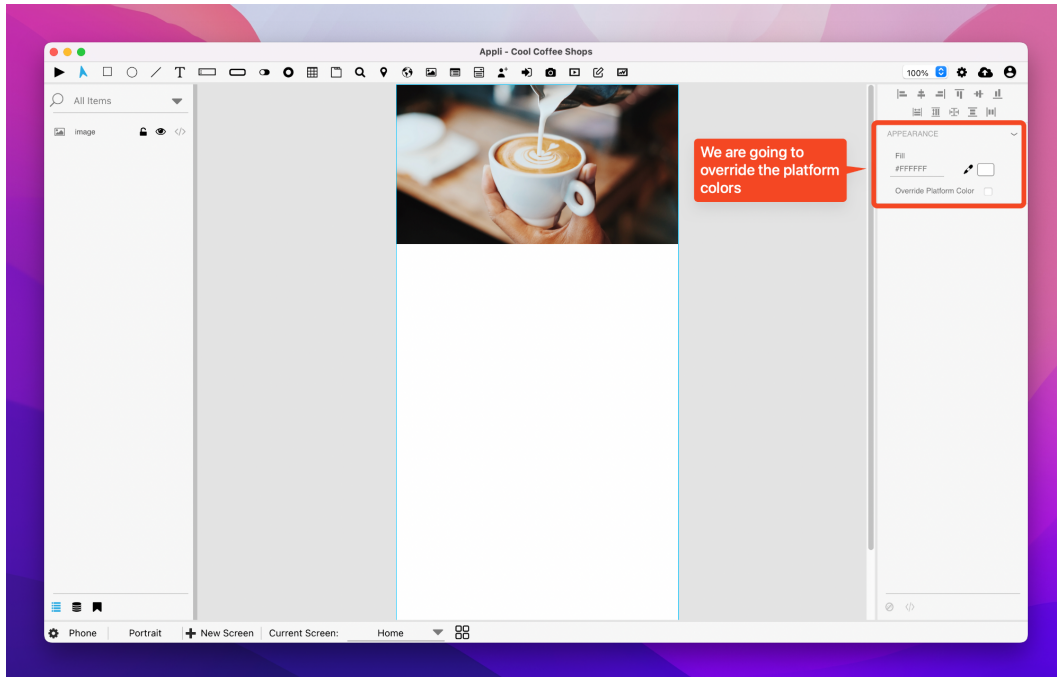 Appli - Cool Coffee Shops
T
100%
All Items
image
</>
We are going to
override the platform
colors
APPEARANCE
Fill
#FFFFFF
Override Platform Color
</>
Phone
Portrait
New Screen
Current Screen:
Home